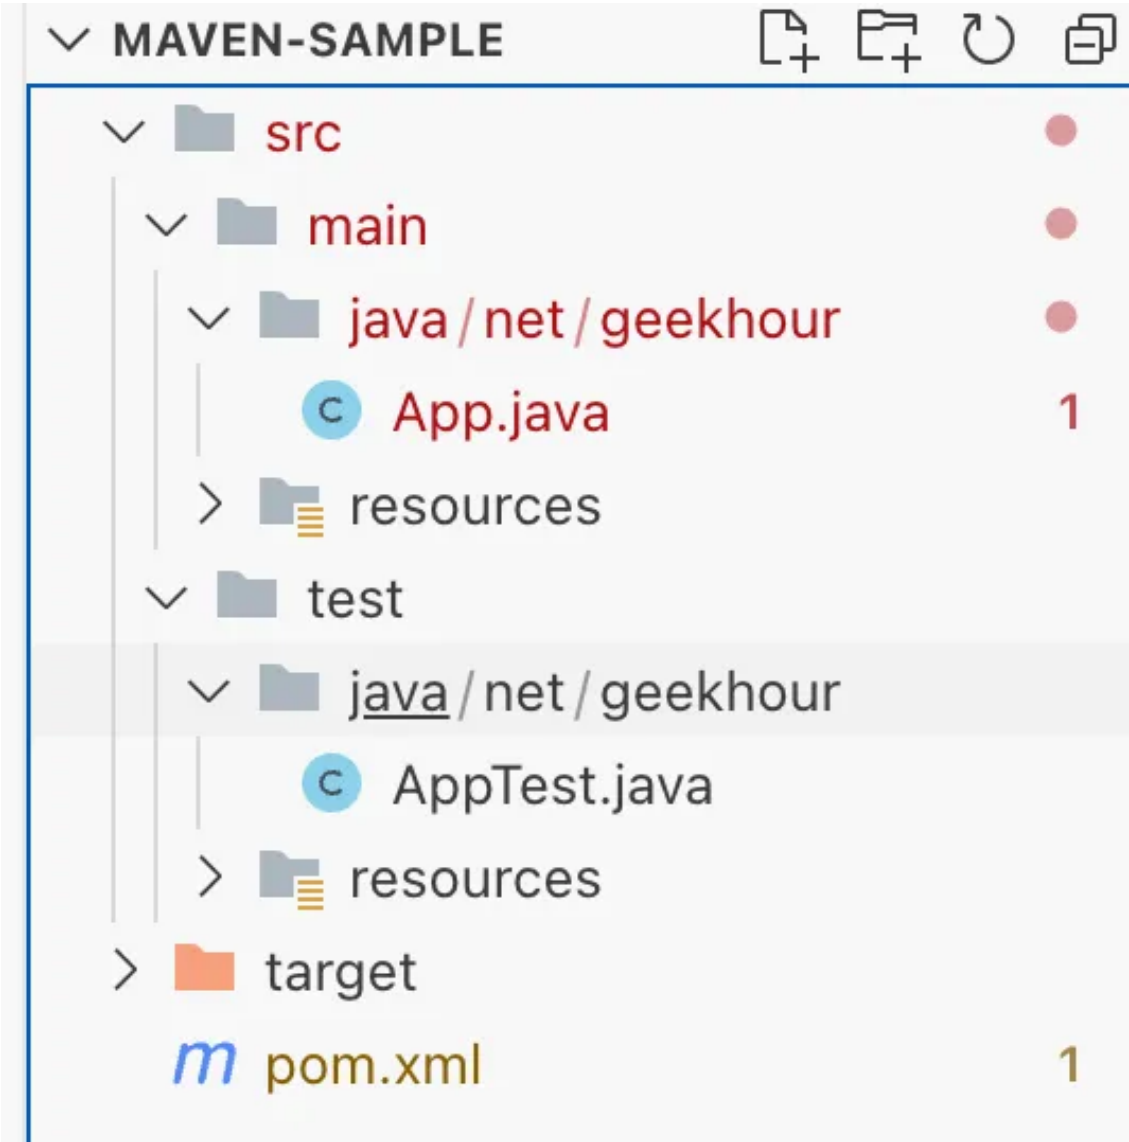 MAVEN-SAMPLE
src
main
java/net/geekhour
C App.java 1
resources
test
java/net/geekhour
C AppTest.java
resources
target
m pom.xml 1